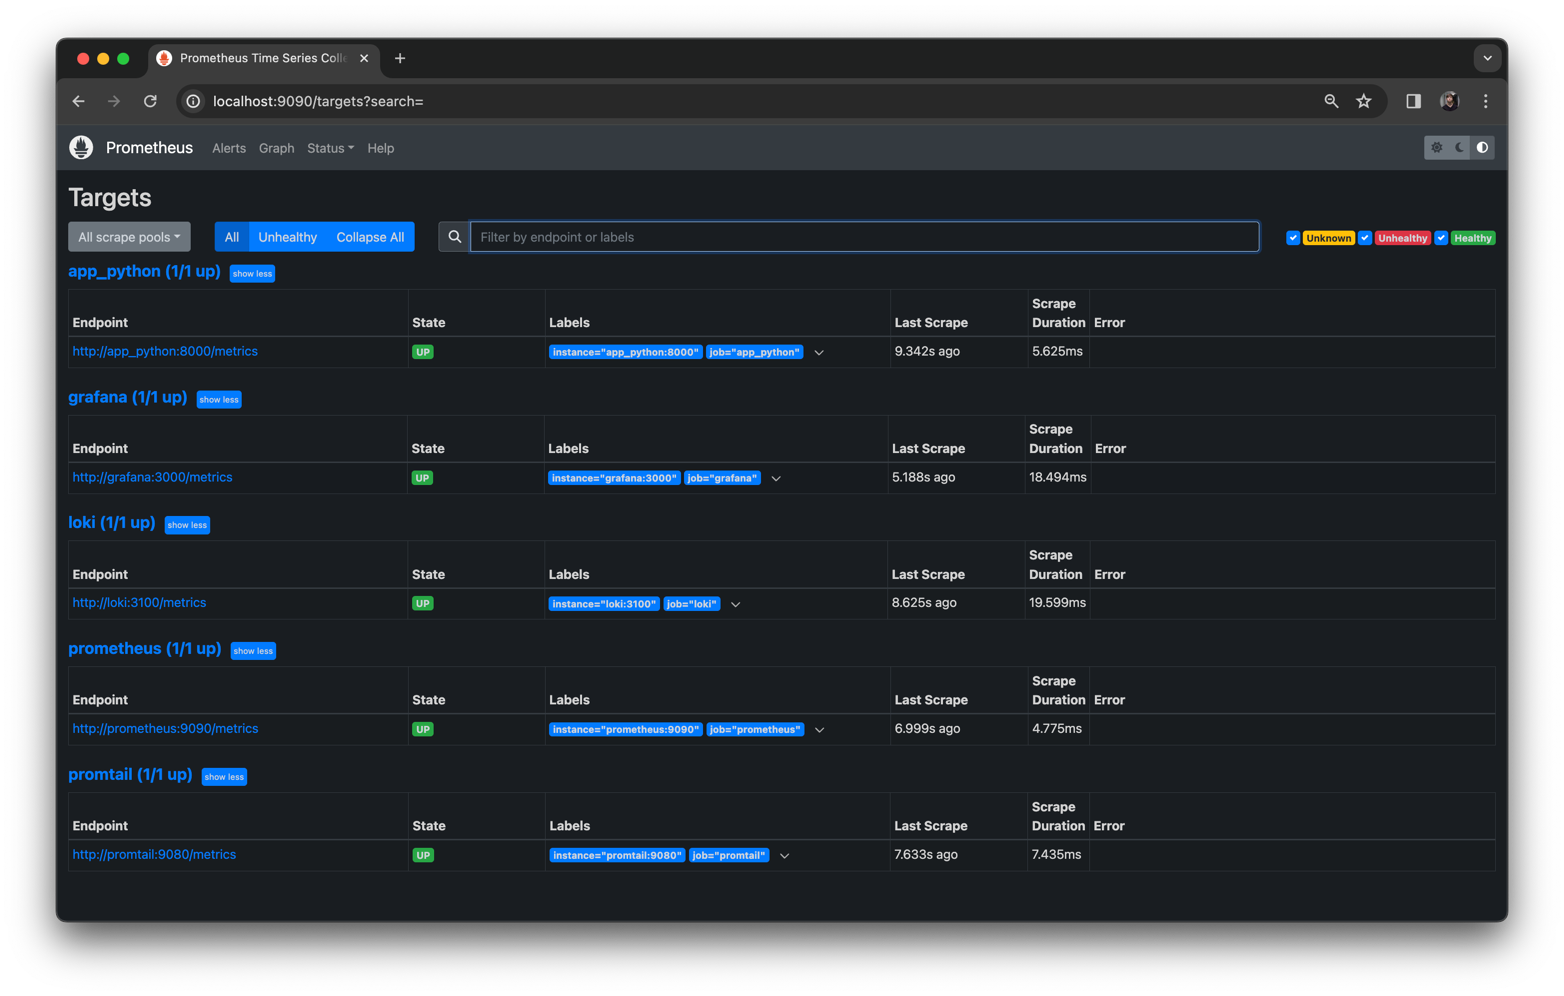 Prometheus Time Series Coll
localhost:9090/targets?search=
Prometheus Alerts Graph Status Help
Targets
All scrape pools All Unhealthy Collapse All Filter by endpoint or labels Unknown Unhealthy Healthy
app_python (1/1 up) show less
Endpoint State Labels Last Scrape Scrape Duration Error
http://app_python:8000/metrics UP instance="app_python:8000" job="app_python" 9.342s ago 5.625ms
grafana (1/1 up) show less
Endpoint State Labels Last Scrape Scrape Duration Error
http://grafana:3000/metrics UP instance="grafana:3000" job="grafana" 5.188s ago 18.494ms
loki (1/1 up) show less
Endpoint State Labels Last Scrape Scrape Duration Error
http://loki:3100/metrics UP instance="loki:3100" job="loki" 8.625s ago 19.599ms
prometheus (1/1 up) show less
Endpoint State Labels Last Scrape Scrape Duration Error
http://prometheus:9090/metrics UP instance="prometheus:9090" job="prometheus" 6.999s ago 4.775ms
promtail (1/1 up) show less
Endpoint State Labels Last Scrape Scrape Duration Error
http://promtail:9080/metrics UP instance="promtail:9080" job="promtail" 7.633s ago 7.435ms